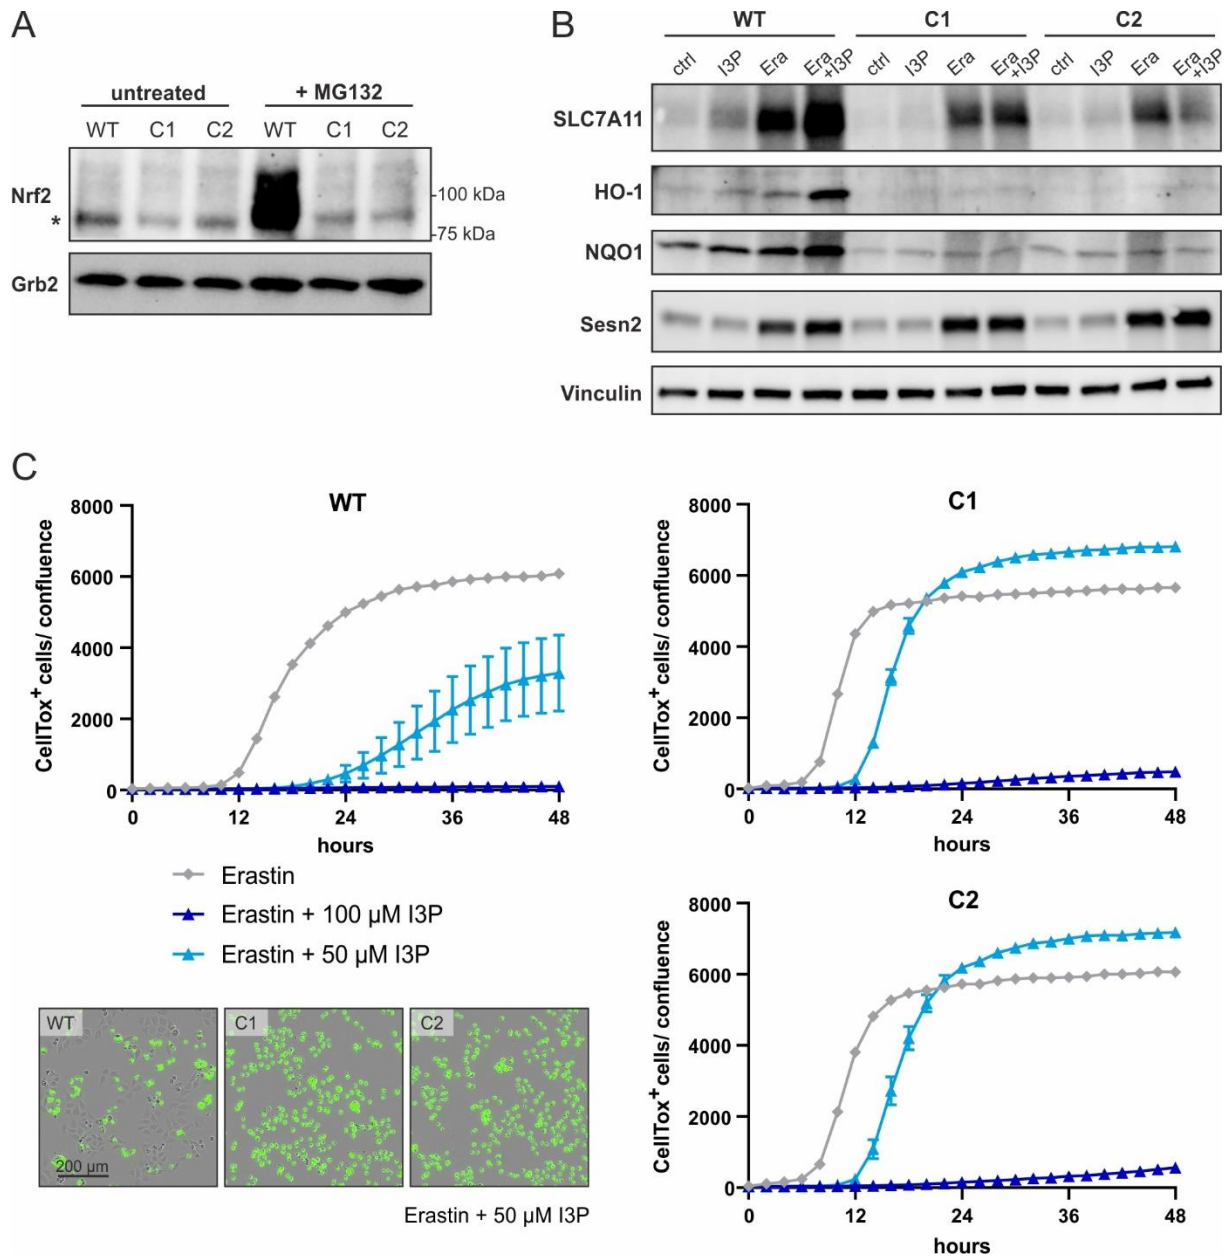 A
untreated
+ MG132
WT C1 C2 WT C1 C2
Nrf2
*
-100 kDa
-75 kDa
Grb2
B
WT C1 C2
ctrl I3P Era Era +I3P ctrl I3P Era Era +I3P ctrl I3P Era Era +I3P
SLC7A11
HO-1
NQO1
Sesn2
Vinculin
C
WT
CellTox+ cells/ confluence
8000
6000
4000
2000
0
0 12 24 36 48
hours
C1
CellTox+ cells/ confluence
8000
6000
4000
2000
0
0 12 24 36 48
hours
Erastin
Erastin + 100 µM I3P
Erastin + 50 µM I3P
C2
CellTox+ cells/ confluence
8000
6000
4000
2000
0
0 12 24 36 48
hours
WT
C1
C2
200 µm
Erastin + 50 µM I3P